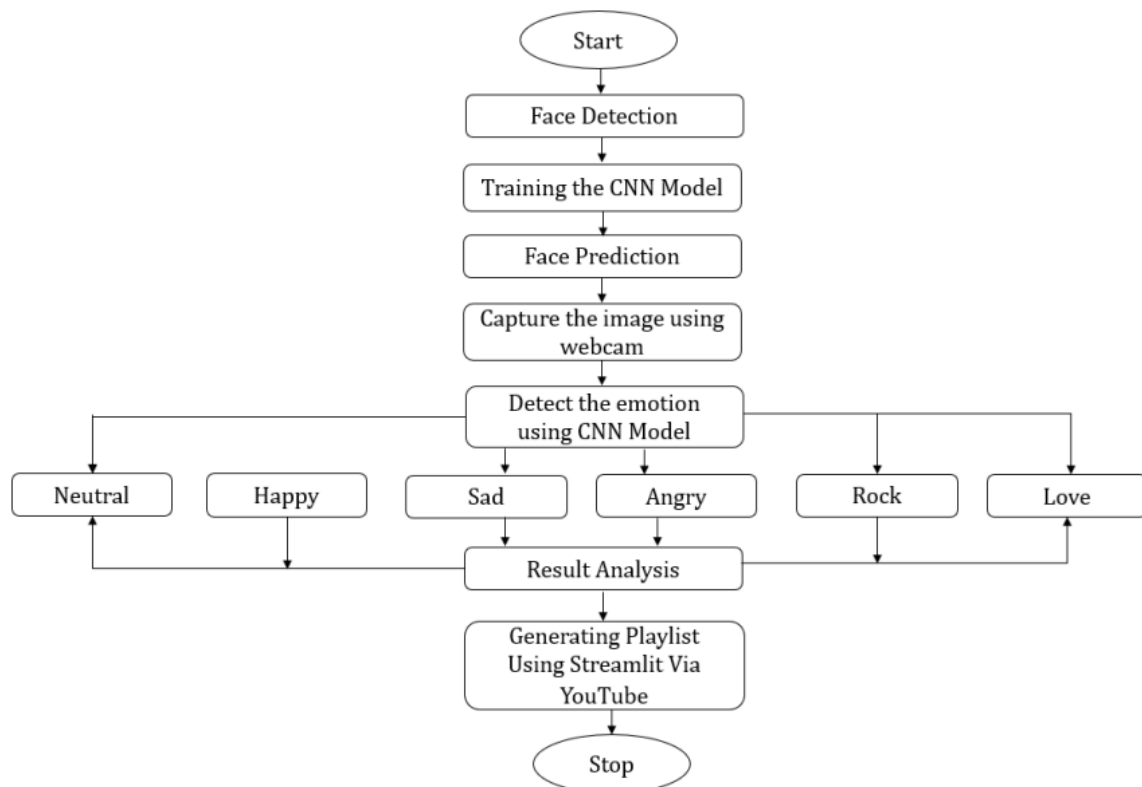 Start
Face Detection
Training the CNN Model
Face Prediction
Capture the image using
webcam
Detect the emotion
using CNN Model
Neutral
Happy
Sad
Angry
Rock
Love
Result Analysis
Generating Playlist
Using Streamlit Via
YouTube
Stop